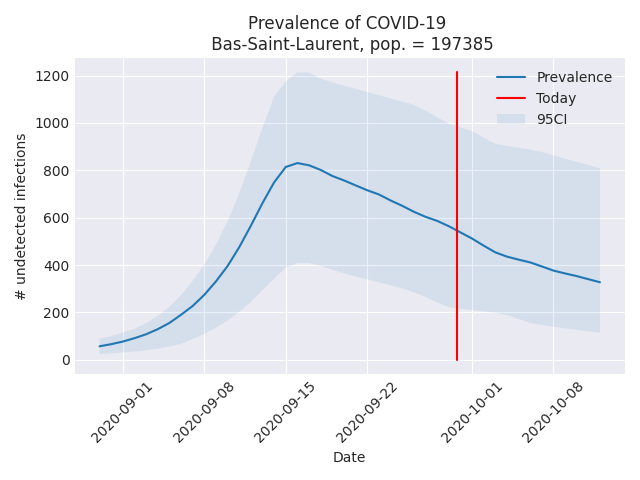 Prevalence of COVID-19
Bas-Saint-Laurent, pop. = 197385
Prevalence
Today
95CI
# undetected infections
1200
1000
800
600
400
200
0
2020-09-01
2020-09-08
2020-09-15
2020-09-22
2020-10-01
2020-10-08
Date